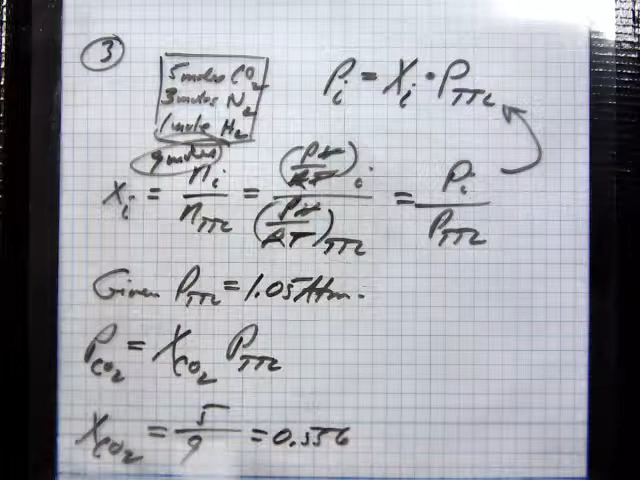 3
5 moles CO2
3 moles N2
1 mole H2
9 moles
Pi = Xi • PTTL
Xi = ni / nTTL = (PV/RT)i / (PV/RT)TTL = Pi / PTTL
Given PTTL = 1.05 Atm.
PCO2 = XCO2 PTTL
XCO2 = 5/9 = 0.556